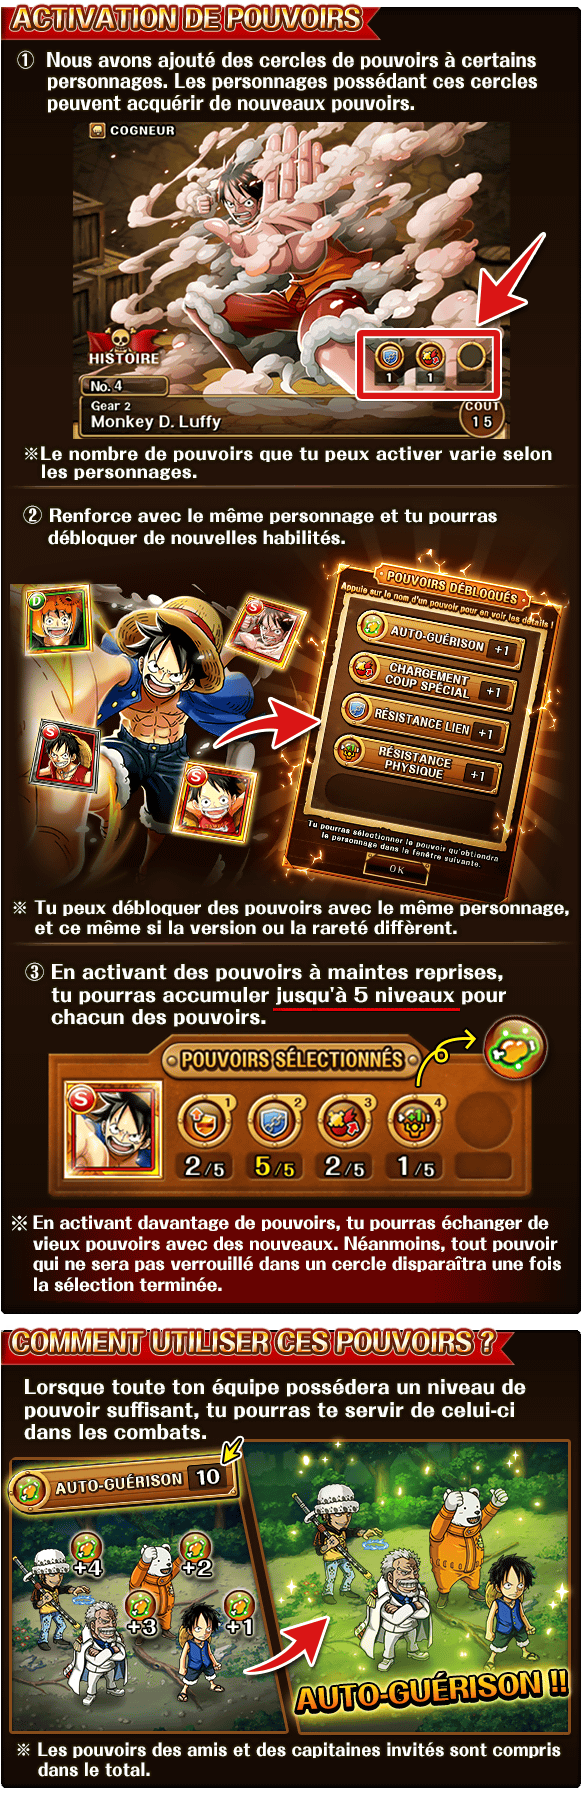 ACTIVATION DE POUVOIRS
① Nous avons ajouté des cercles de pouvoirs à certains
personnages. Les personnages possédant ces cercles
peuvent acquérir de nouveaux pouvoirs.
COGNEUR
HISTOIRE
1 1
No. 4
Gear 2
Monkey D. Luffy
COÛT
15
※Le nombre de pouvoirs que tu peux activer varie selon
les personnages.
② Renforce avec le même personnage et tu pourras
débloquer de nouvelles habilités.
D
S
S
S
POUVOIRS DÉBLOQUÉS
Appuie sur le nom d'un pouvoir pour en voir les détails !
AUTO-GUÉRISON +1
CHARGEMENT
COUP SPÉCIAL +1
RÉSISTANCE LIEN +1
RÉSISTANCE
PHYSIQUE +1
Tu pourras sélectionner le pouvoir qu'obtiendra
le personnage dans la fenêtre suivante.
OK
※ Tu peux débloquer des pouvoirs avec le même personnage,
et ce même si la version ou la rareté diffèrent.
③ En activant des pouvoirs à maintes reprises,
tu pourras accumuler jusqu'à 5 niveaux pour
chacun des pouvoirs.
POUVOIRS SÉLECTIONNÉS
S
1 2 3 4
+1
2/5 5/5 2/5 1/5
※ En activant davantage de pouvoirs, tu pourras échanger de
vieux pouvoirs avec des nouveaux. Néanmoins, tout pouvoir
qui ne sera pas verrouillé dans un cercle disparaîtra une fois
la sélection terminée.
COMMENT UTILISER CES POUVOIRS ?
Lorsque toute ton équipe possédera un niveau de
pouvoir suffisant, tu pourras te servir de celui-ci
dans les combats.
AUTO-GUÉRISON 10
+4 +2
+3 +1
AUTO-GUÉRISON !!
※ Les pouvoirs des amis et des capitaines invités sont compris
dans le total.